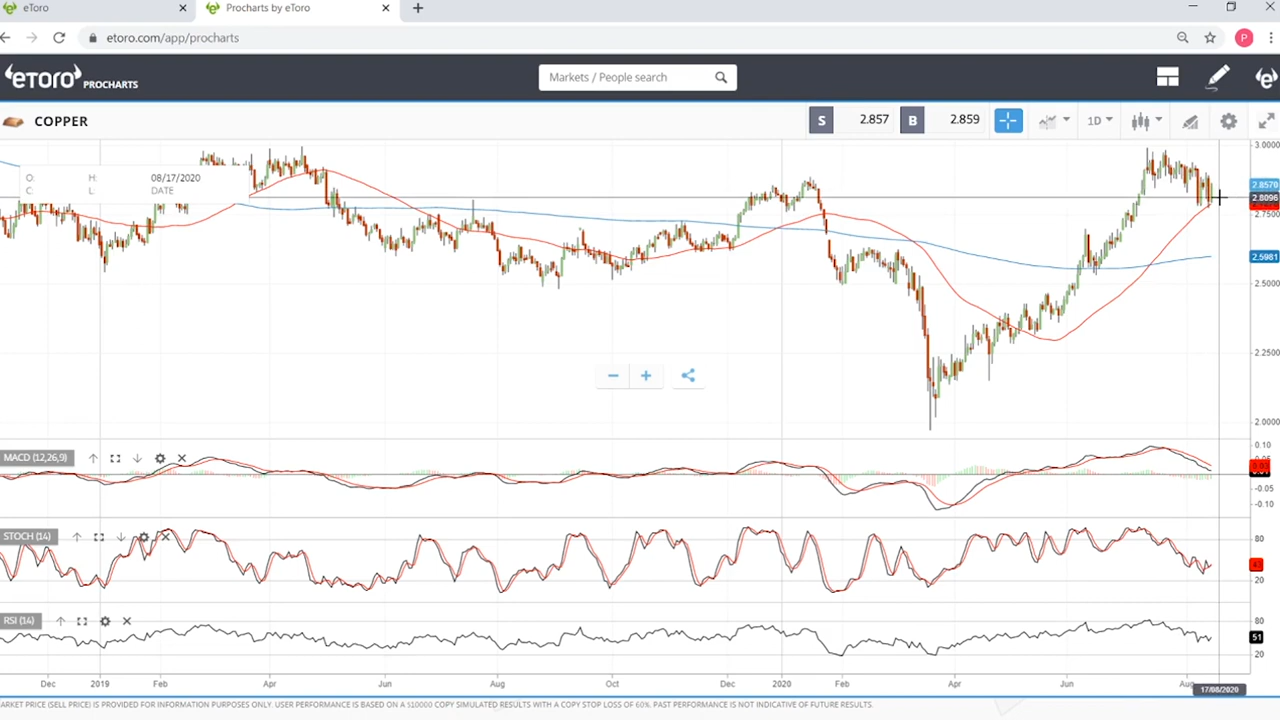 eToro
Procharts by eToro
etoro.com/app/procharts
P
eToro PROCHARTS
Markets / People search
COPPER
S 2.857 B 2.859
1D
O: H: 08/17/2020
C: L: DATE
3.0000
2.8570
2.8096
2.7500
2.5981
2.5000
2.2500
2.0000
MACD (12,26,9)
0.10
0.05
0.03
-0.05
-0.10
STOCH (14)
80
43
20
RSI (14)
80
51
20
Dec 2019 Feb Apr Jun Aug Oct Dec 2020 Feb Apr Jun Aug
17/08/2020
MARKET PRICE (SELL PRICE) IS PROVIDED FOR INFORMATION PURPOSES ONLY. USER PERFORMANCE IS BASED ON A $10000 COPY SIMULATED RESULTS WITH A COPY STOP LOSS OF 60%. PAST PERFORMANCE IS NOT INDICATIVE OF FUTURE RESULTS.